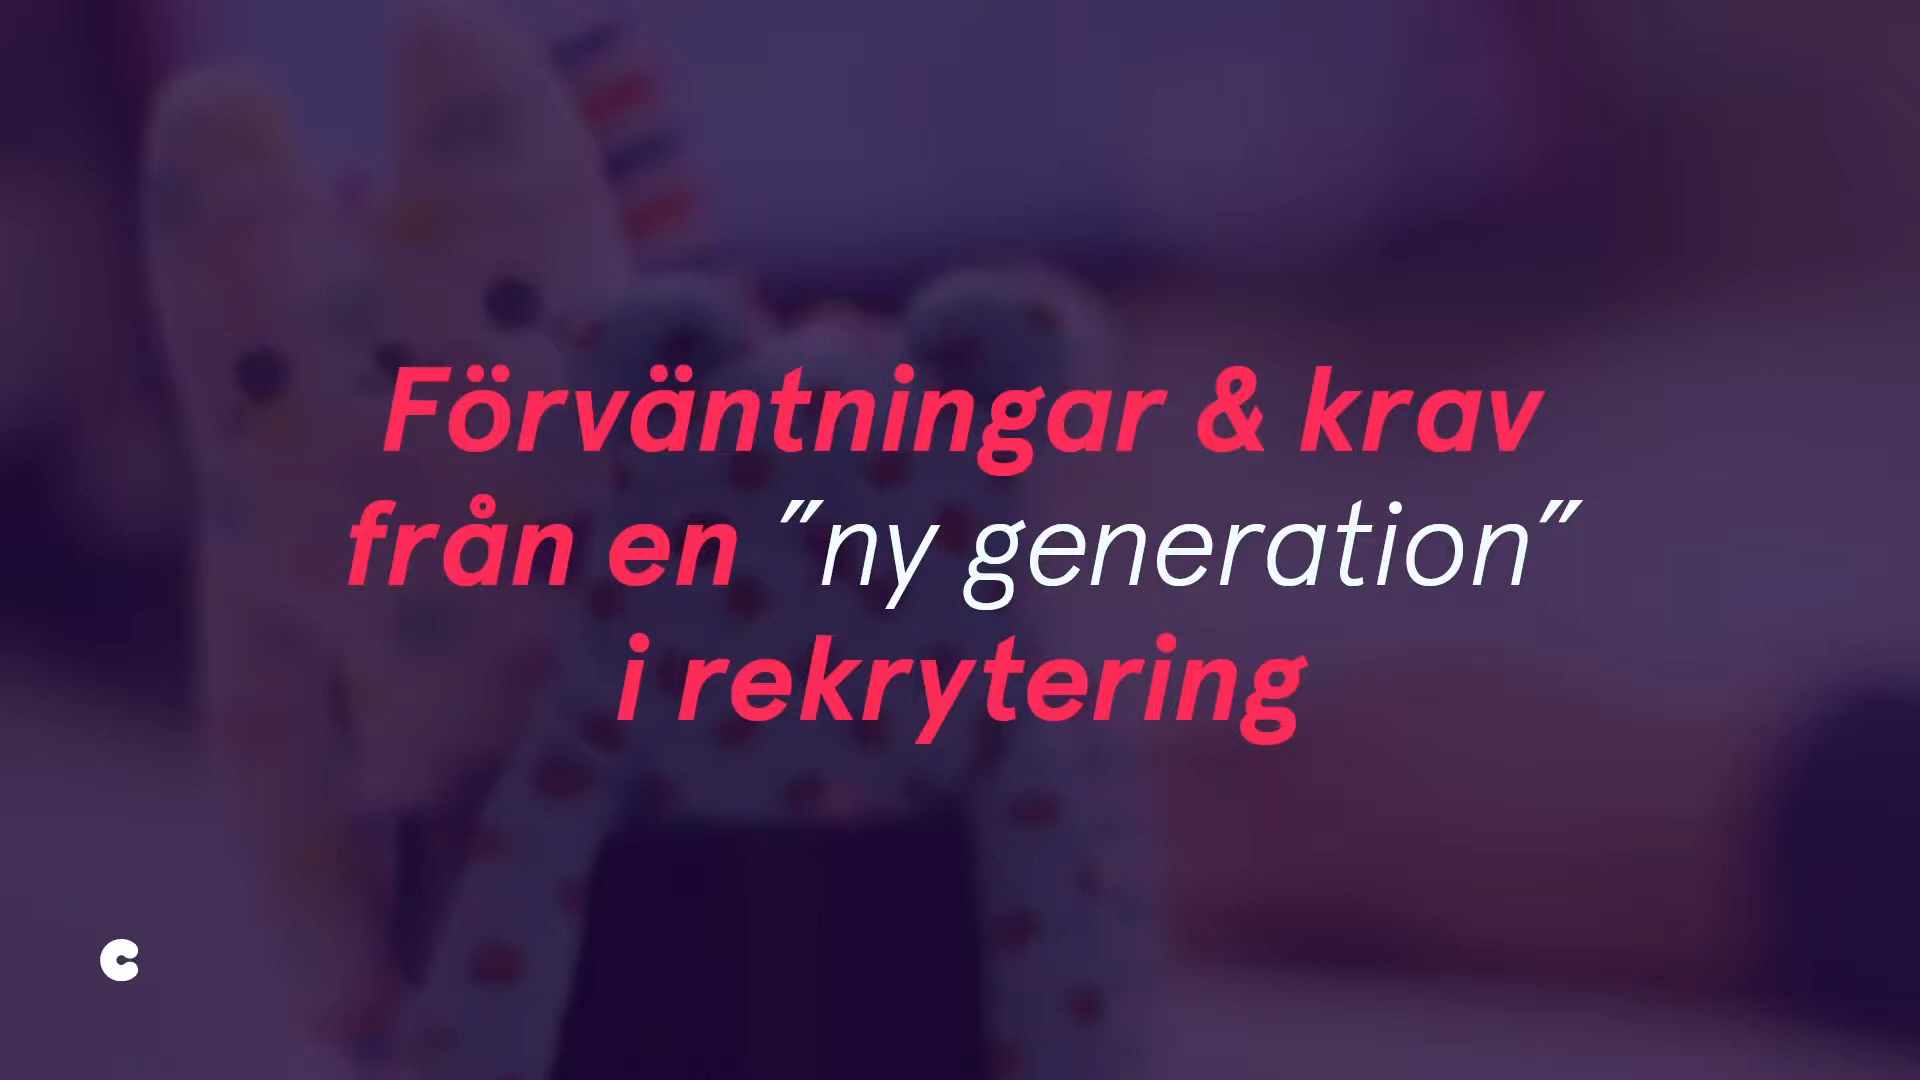 Förväntningar & krav
från en ”ny generation”
i rekrytering
c